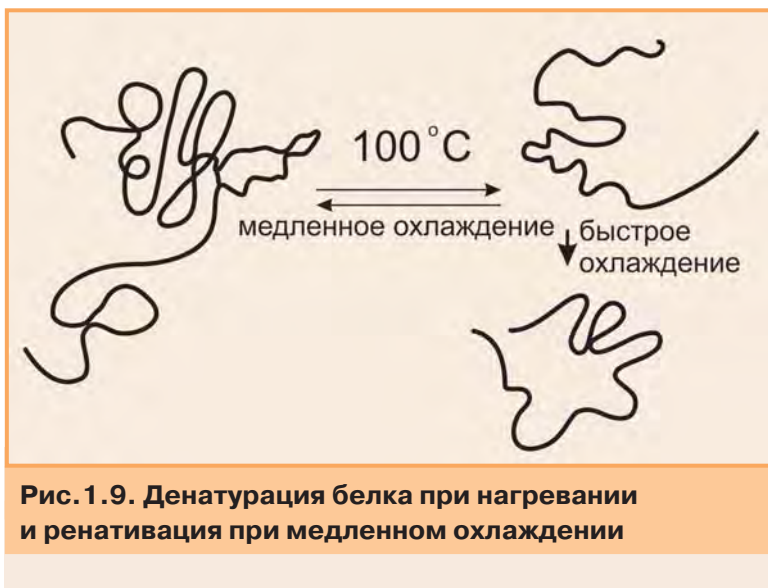 100 °C
медленное охлаждение
быстрое
охлаждение
Рис.1.9. Денатурация белка при нагревании
и ренативация при медленном охлаждении